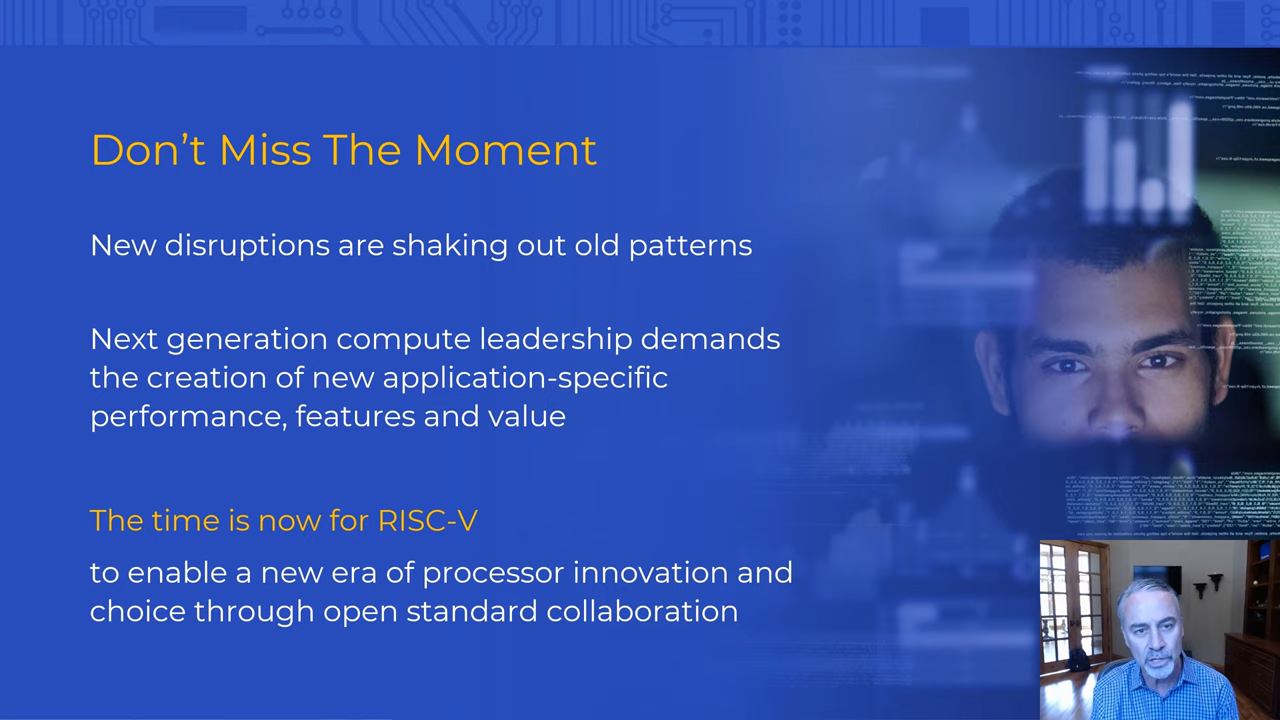 Don't Miss The Moment
New disruptions are shaking out old patterns
Next generation compute leadership demands
the creation of new application-specific
performance, features and value
The time is now for RISC-V
to enable a new era of processor innovation and
choice through open standard collaboration